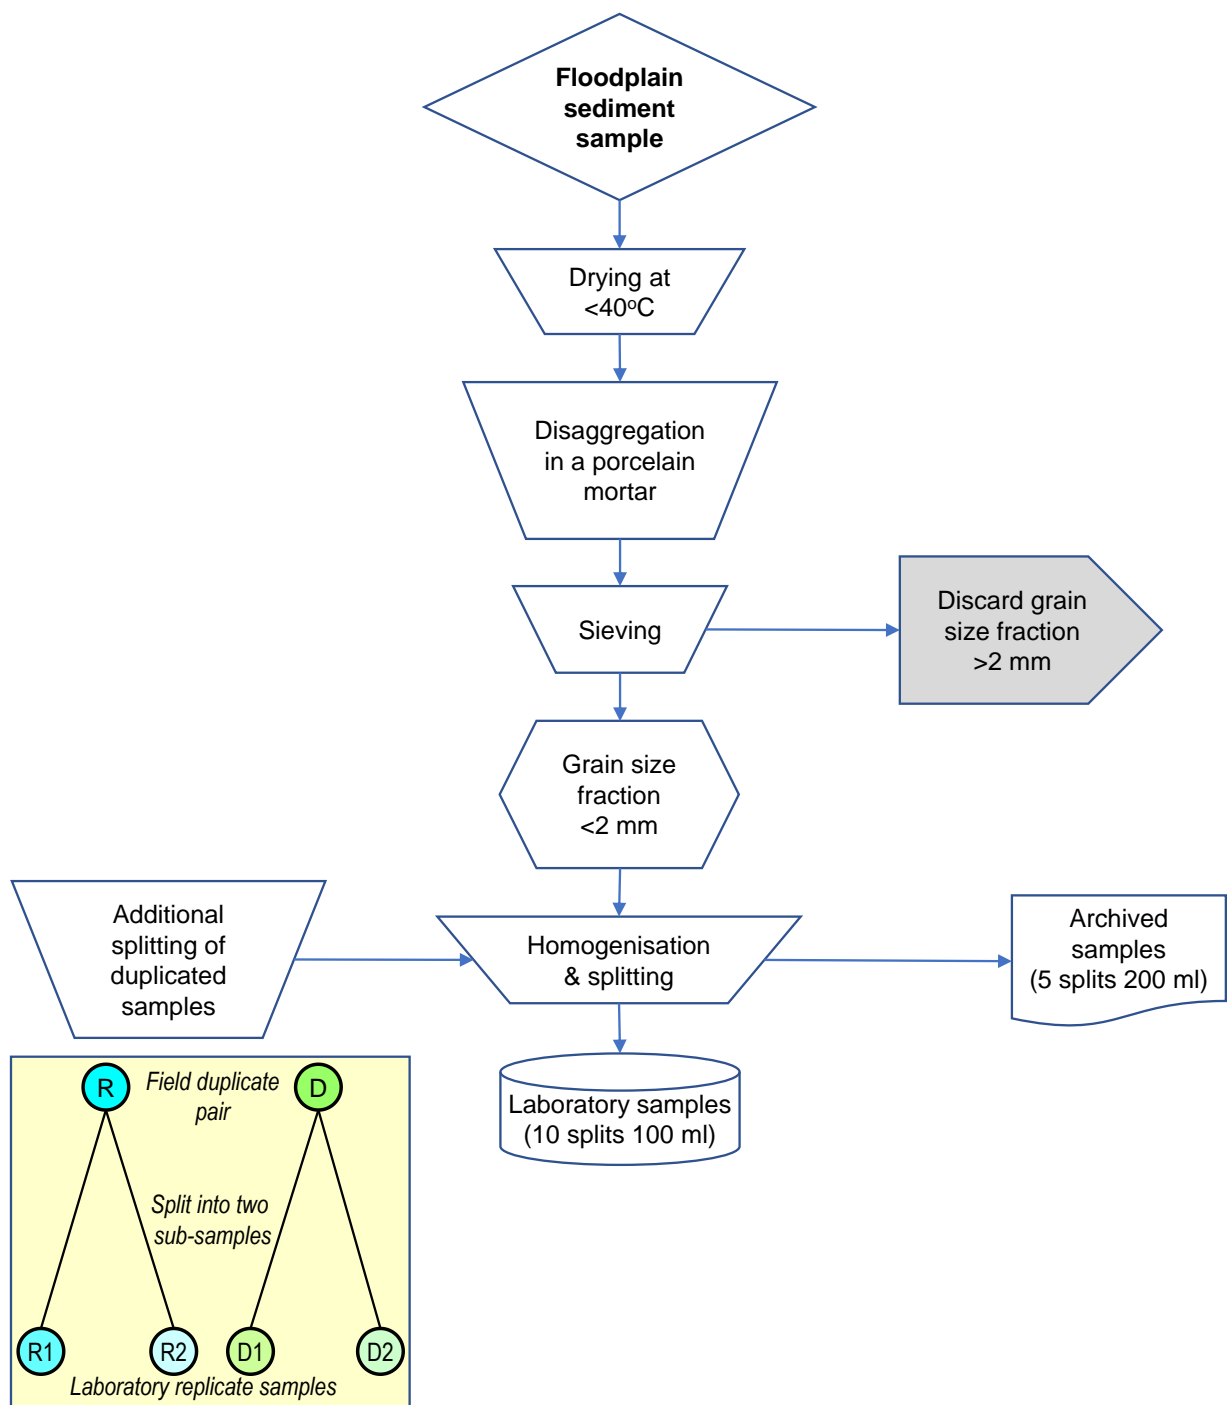 Floodplain
sediment
sample
Drying at
<40ºC
Disaggregation
in a porcelain
mortar
Sieving
Discard grain
size fraction
>2 mm
Grain size
fraction
<2 mm
Additional
splitting of
duplicated
samples
Homogenisation
& splitting
Archived
samples
(5 splits 200 ml)
Laboratory samples
(10 splits 100 ml)
R
Field duplicate
pair
D
Split into two
sub-samples
R1
R2
D1
D2
Laboratory replicate samples